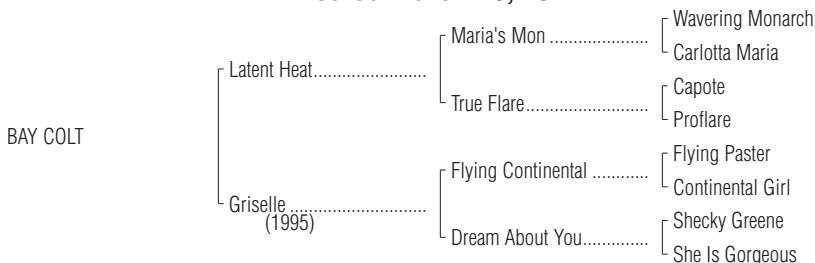 Wavering Monarch
Maria's Mon .....................
Carlotta Maria
Latent Heat........................
Capote
True Flare..........................
Proflare
BAY COLT
Flying Paster
Flying Continental ............
Continental Girl
Griselle ...................................
(1995)
Shecky Greene
Dream About You..............
She Is Gorgeous